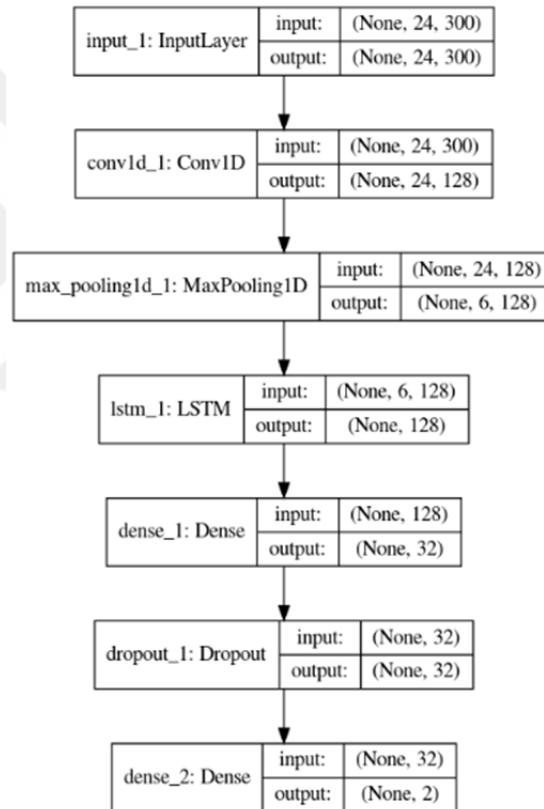 input_1: InputLayer
input: (None, 24, 300)
output: (None, 24, 300)
conv1d_1: Conv1D
input: (None, 24, 300)
output: (None, 24, 128)
max_pooling1d_1: MaxPooling1D
input: (None, 24, 128)
output: (None, 6, 128)
lstm_1: LSTM
input: (None, 6, 128)
output: (None, 128)
dense_1: Dense
input: (None, 128)
output: (None, 32)
dropout_1: Dropout
input: (None, 32)
output: (None, 32)
dense_2: Dense
input: (None, 32)
output: (None, 2)